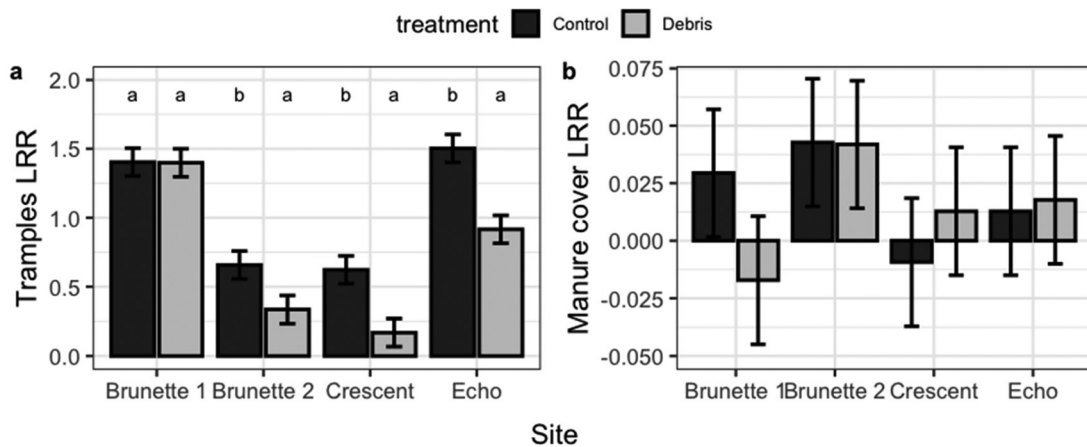 treatment Control Debris
a
b
Tramples LRR
2.0
1.5
1.0
0.5
0.0
a a b a b a b a
Brunette 1 Brunette 2 Crescent Echo
Manure cover LRR
0.075
0.050
0.025
0.000
-0.025
-0.050
Brunette 1 Brunette 2 Crescent Echo
Site